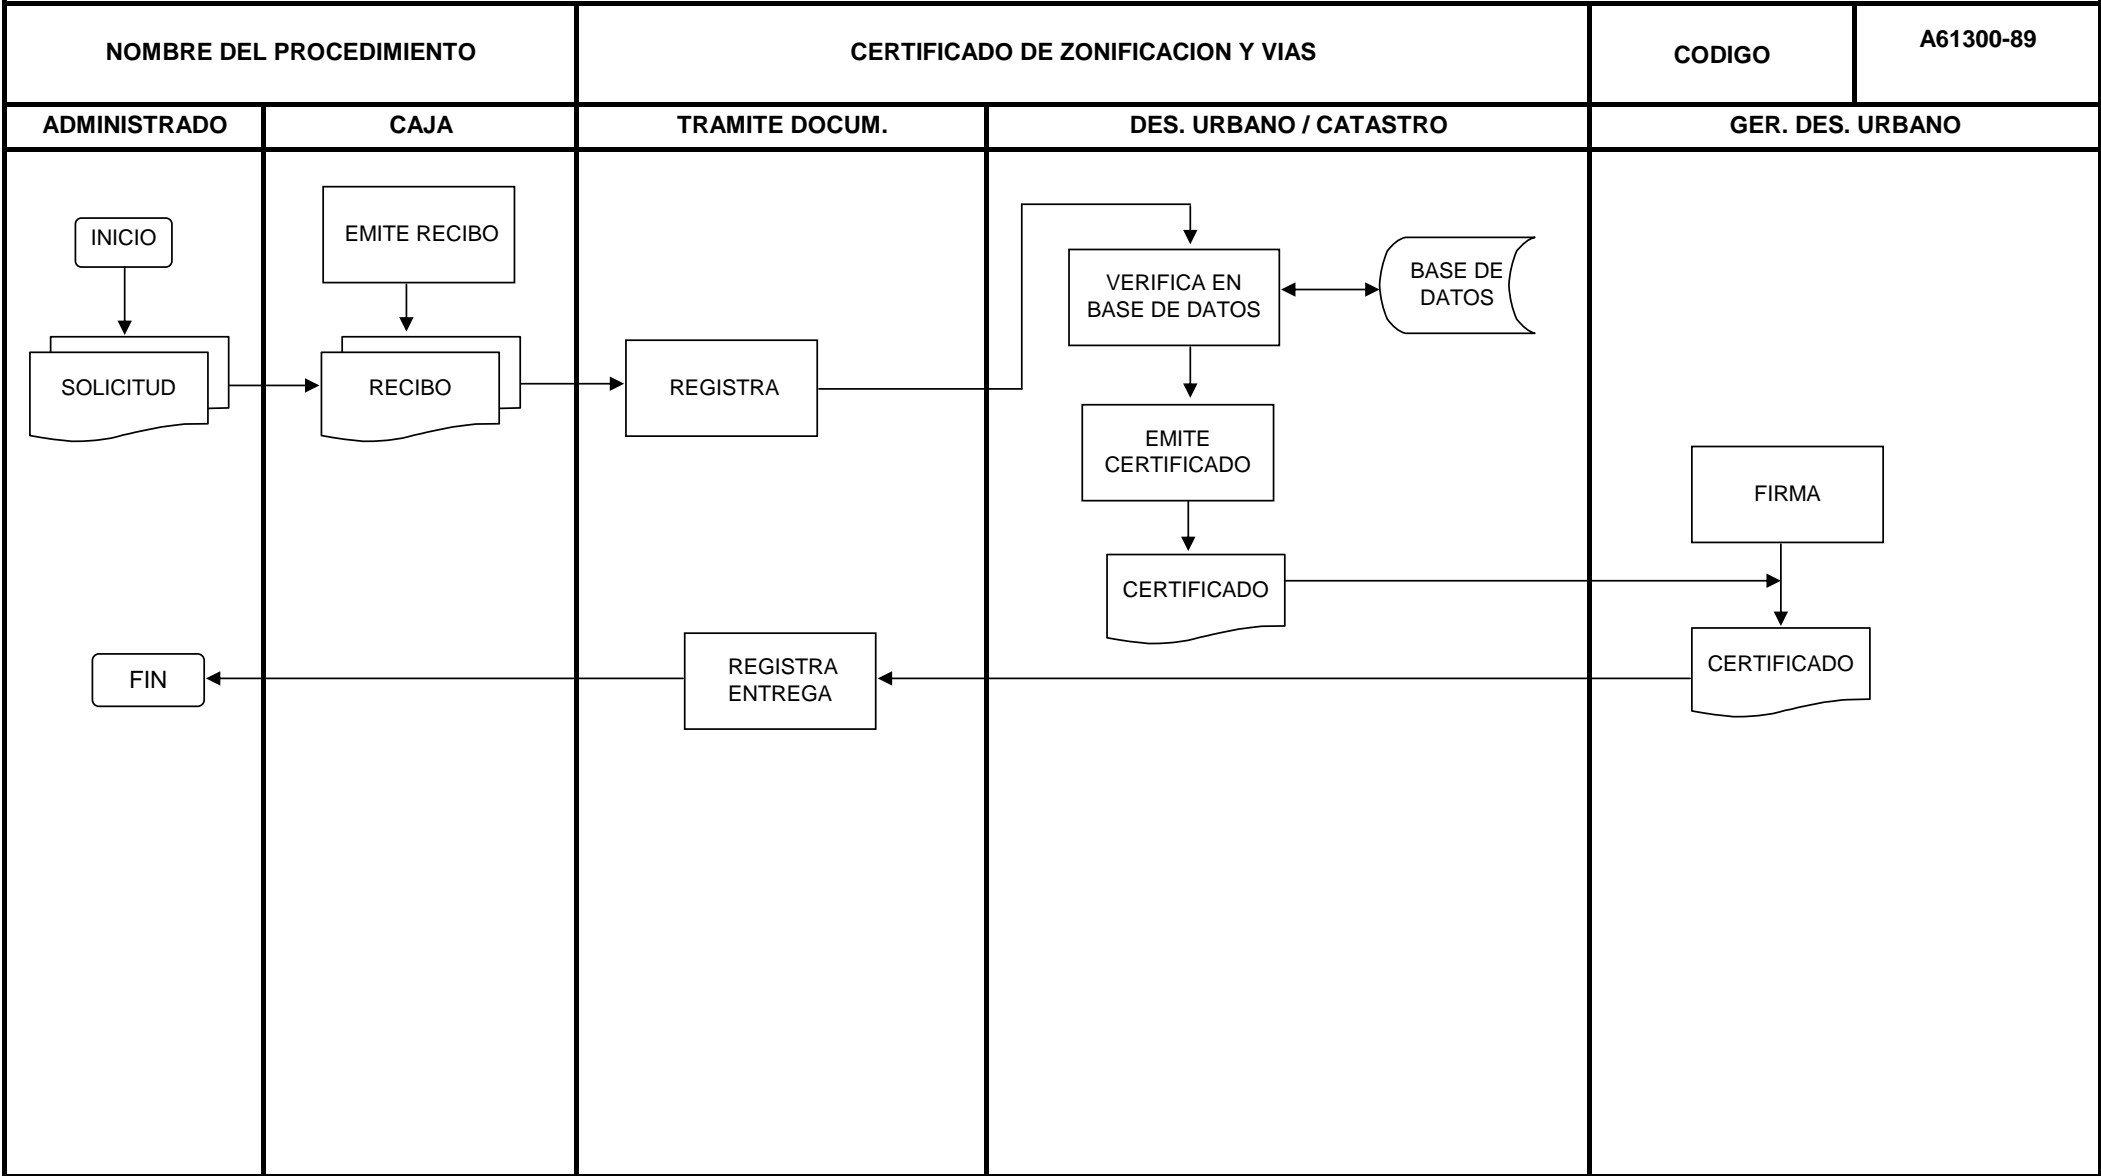 NOMBRE DEL PROCEDIMIENTO
CERTIFICADO DE ZONIFICACION Y VIAS
CODIGO
A61300-89
ADMINISTRADO
CAJA
TRAMITE DOCUM.
DES. URBANO / CATASTRO
GER. DES. URBANO
INICIO
SOLICITUD
EMITE RECIBO
RECIBO
REGISTRA
VERIFICA EN
BASE DE DATOS
BASE DE
DATOS
EMITE
CERTIFICADO
CERTIFICADO
FIRMA
CERTIFICADO
REGISTRA
ENTREGA
FIN